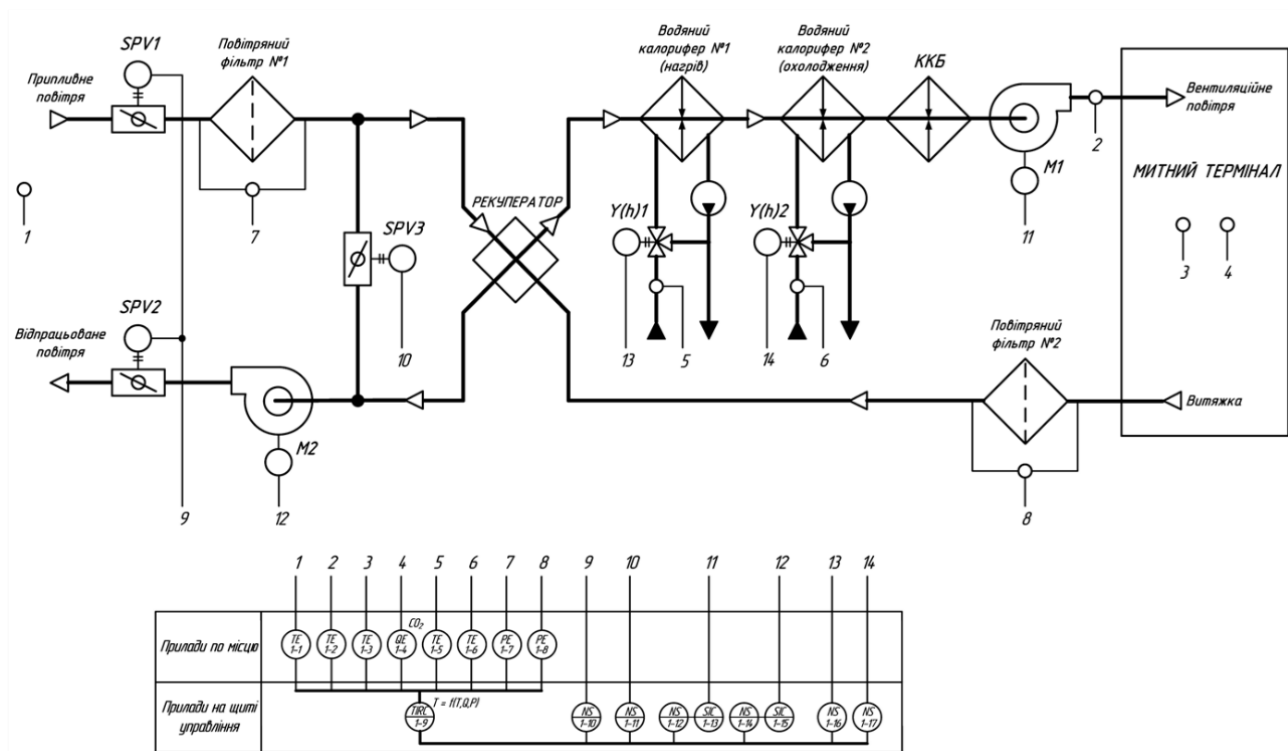 SPV1
Повітряний
фільтр №1
Припливне
повітря
Водяний
калорифер №1
(нагрів)
Водяний
калорифер №2
(охолодження)
ККБ
Вентиляційне
повітря
2
M1
МИТНИЙ ТЕРМІНАЛ
1
7
SPV3
РЕКУПЕРАТОР
Y(h)1
Y(h)2
11
3
4
SPV2
Відпрацьоване
повітря
10
13
5
14
6
Повітряний
фільтр №2
Витяжка
M2
9
12
8
1
2
3
4
5
6
7
8
9
10
11
12
13
14
Прилади по місцю
CO₂
TE
1-1
TE
1-2
TE
1-3
QE
1-4
TE
1-5
TE
1-6
PE
1-7
PE
1-8
Прилади на щиті
управління
T = f(T,Q,P)
TIRC
1-9
NS
1-10
NS
1-11
NS
1-12
SIC
1-13
NS
1-14
SIC
1-15
NS
1-16
NS
1-17